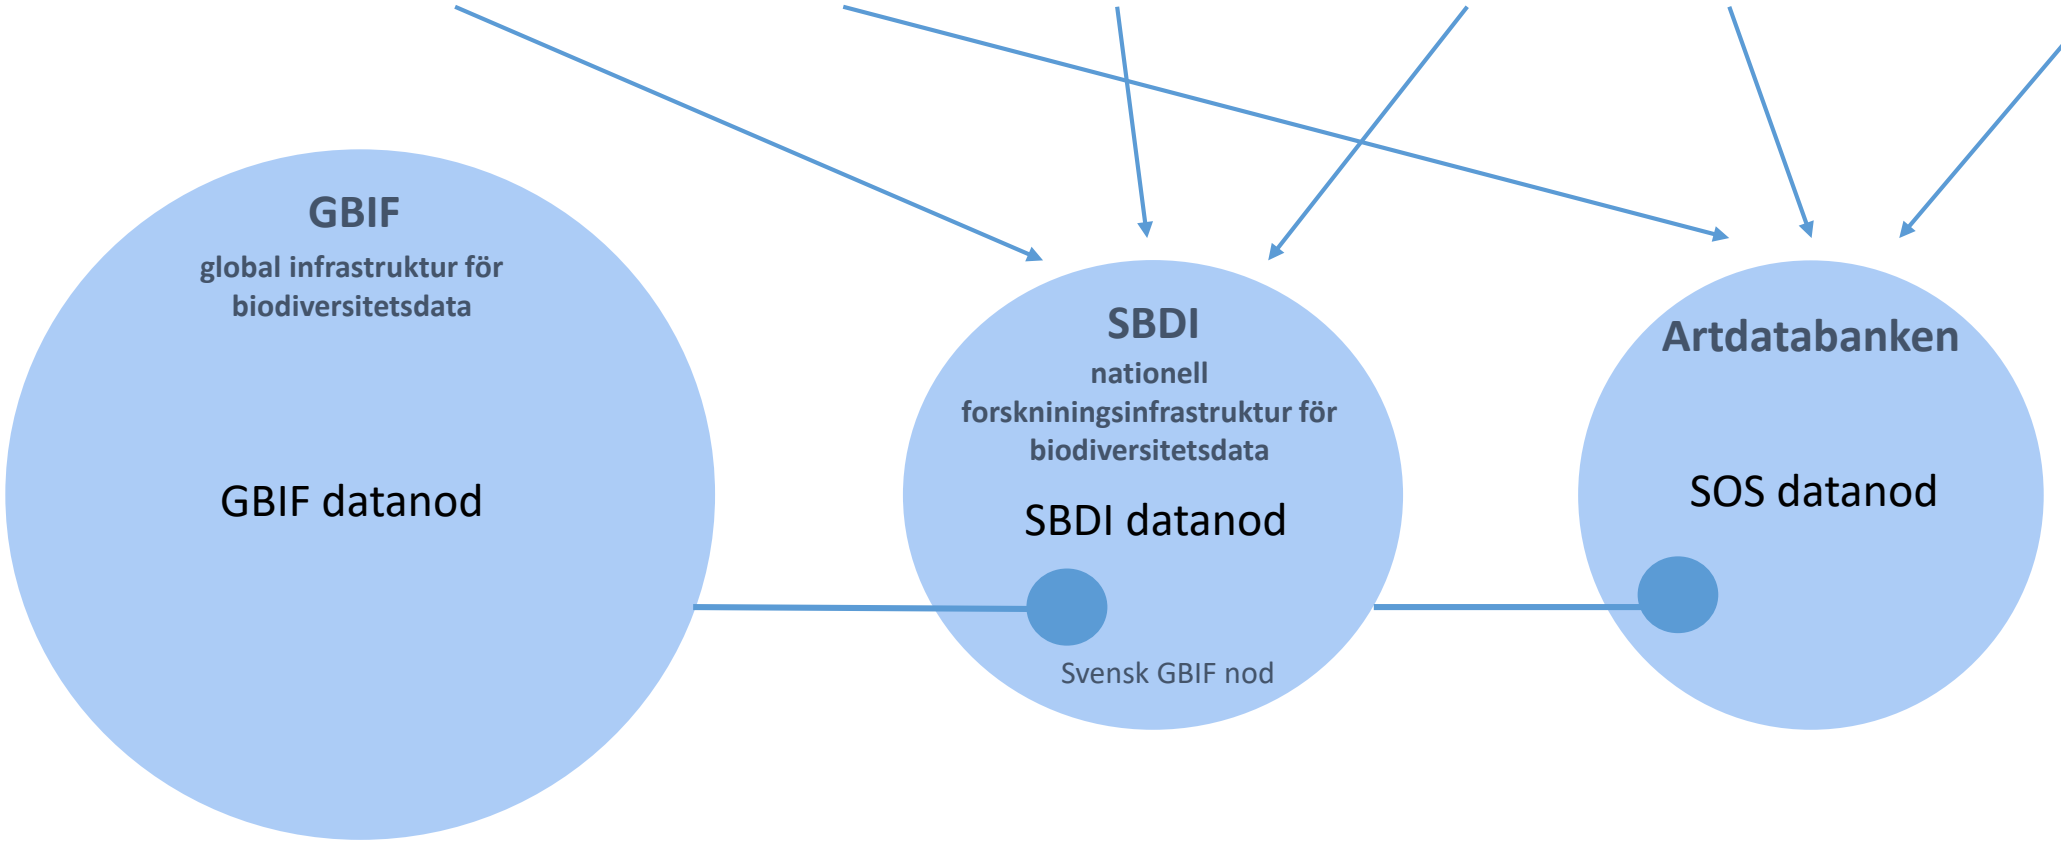 GBIF
global infrastruktur för
biodiversitetsdata
GBIF datanod
SBDI
nationell
forskniningsinfrastruktur för
biodiversitetsdata
SBDI datanod
Svensk GBIF nod
Artdatabanken
SOS datanod